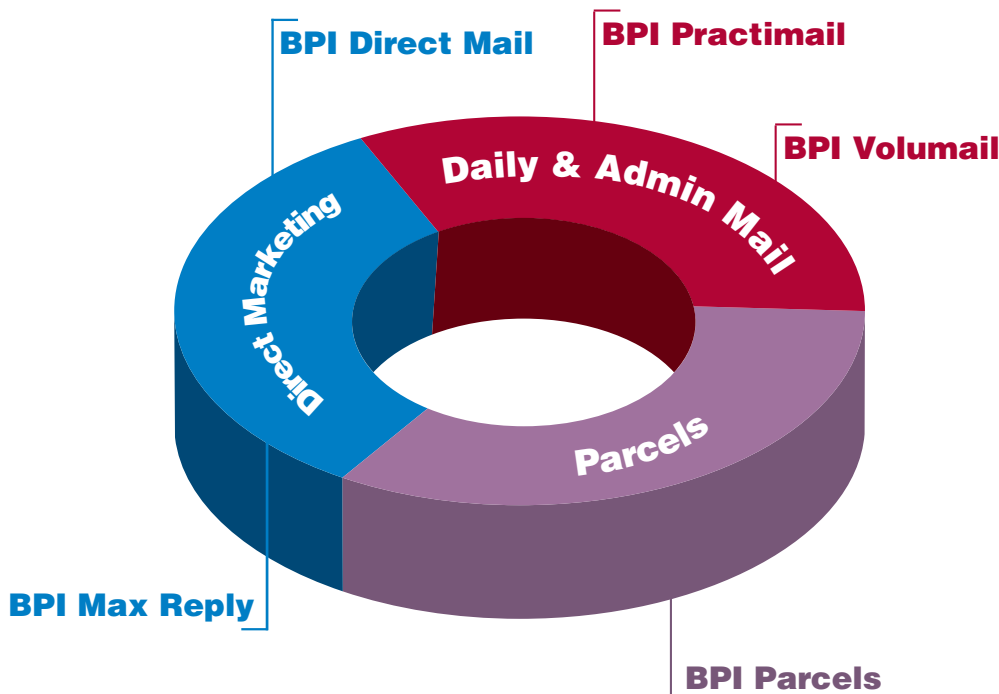 BPI Direct Mail
BPI Practimail
BPI Volumail
Daily & Admin Mail
Direct Marketing
Parcels
BPI Max Reply
BPI Parcels